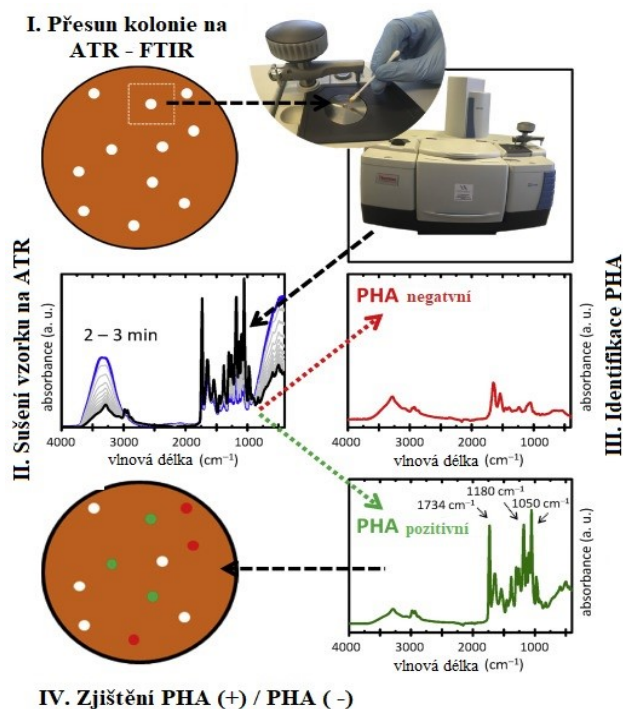 I. Přesun kolonie na
ATR - FTIR
II. Sušení vzorku na ATR
absorbance (a. u.)
2 – 3 min
4000 3000 2000 1000
vlnová délka (cm⁻¹)
III. Identifikace PHA
PHA negatvní
absorbance (a. u.)
4000 3000 2000 1000
vlnová délka (cm⁻¹)
1180 cm⁻¹
1734 cm⁻¹ 1050 cm⁻¹
PHA pozitivní
absorbance (a. u.)
4000 3000 2000 1000
vlnová délka (cm⁻¹)
IV. Zjištění PHA (+) / PHA ( -)